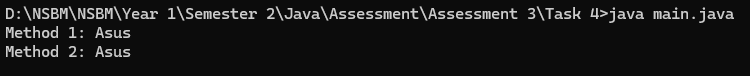 D:\NSBM\NSBM\Year 1\Semester 2\Java\Assessment\Assessment 3\Task 4>java main.java
Method 1: Asus
Method 2: Asus